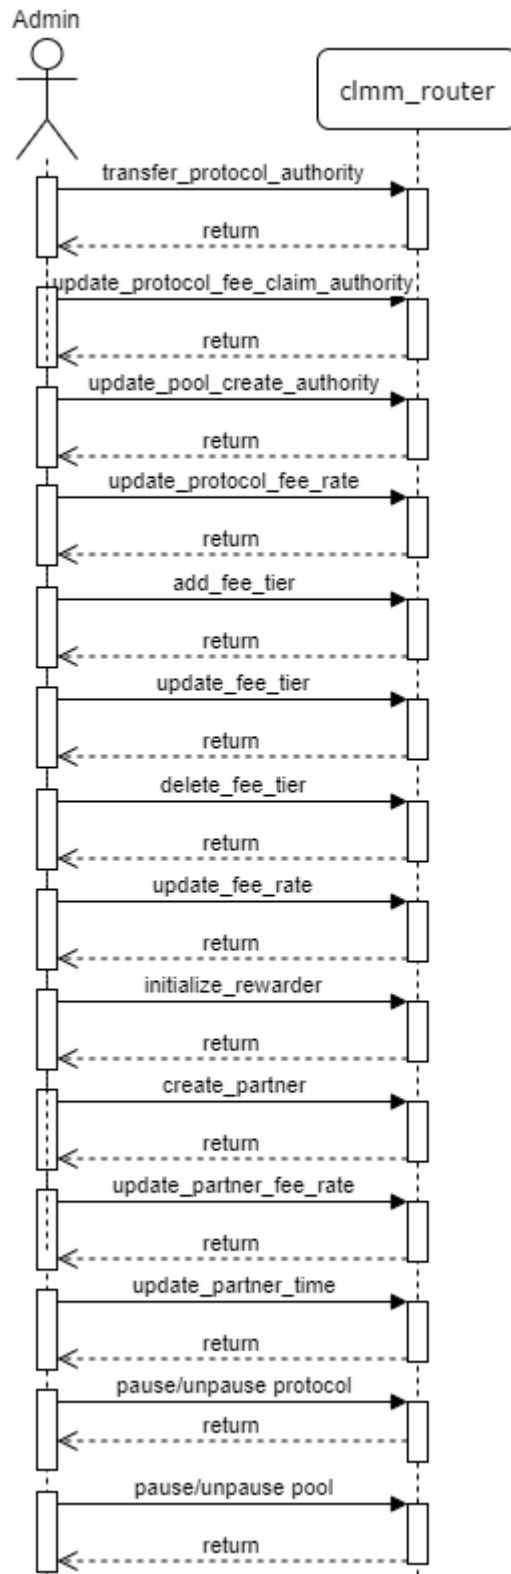 Admin
clmm_router
transfer_protocol_authority
return
update_protocol_fee_claim_authority
return
update_pool_create_authority
return
update_protocol_fee_rate
return
add_fee_tier
return
update_fee_tier
return
delete_fee_tier
return
update_fee_rate
return
initialize_rewarder
return
create_partner
return
update_partner_fee_rate
return
update_partner_time
return
pause/unpause protocol
return
pause/unpause pool
return